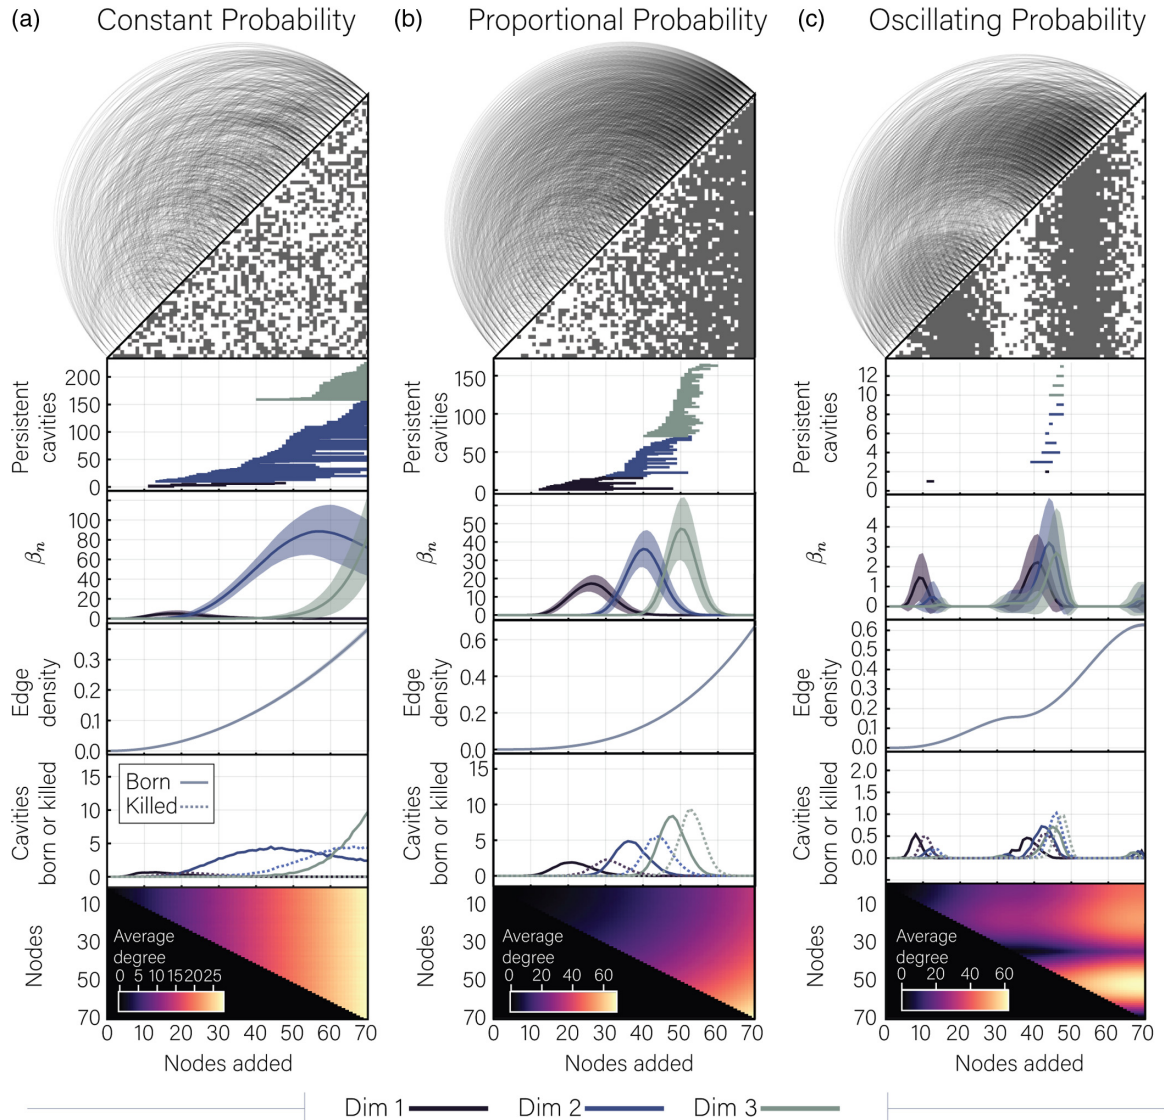 (a) Constant Probability
(b) Proportional Probability
(c) Oscillating Probability
Persistent
cavities
200
150
100
50
0
Persistent
cavities
150
100
50
0
Persistent
cavities
12
10
8
6
4
2
0
βn
100
80
60
40
20
0
βn
50
40
30
20
10
0
βn
4
3
2
1
0
Edge
density
0.3
0.2
0.1
0.0
Edge
density
0.6
0.4
0.2
0.0
Edge
density
0.6
0.5
0.4
0.3
0.2
0.1
0.0
Cavities
born or killed
15
10
5
0
Born
Killed
Cavities
born or killed
15
10
5
0
Cavities
born or killed
2.0
1.5
1.0
0.5
0.0
Nodes
10
30
50
70
Average
degree
0 5 10 15 20 25
Nodes
10
30
50
70
Average
degree
0 20 40 60
Nodes
10
30
50
70
Average
degree
0 20 40 60
0 10 20 30 40 50 60 70
Nodes added
0 10 20 30 40 50 60 70
Nodes added
0 10 20 30 40 50 60 70
Nodes added
Dim 1 Dim 2 Dim 3